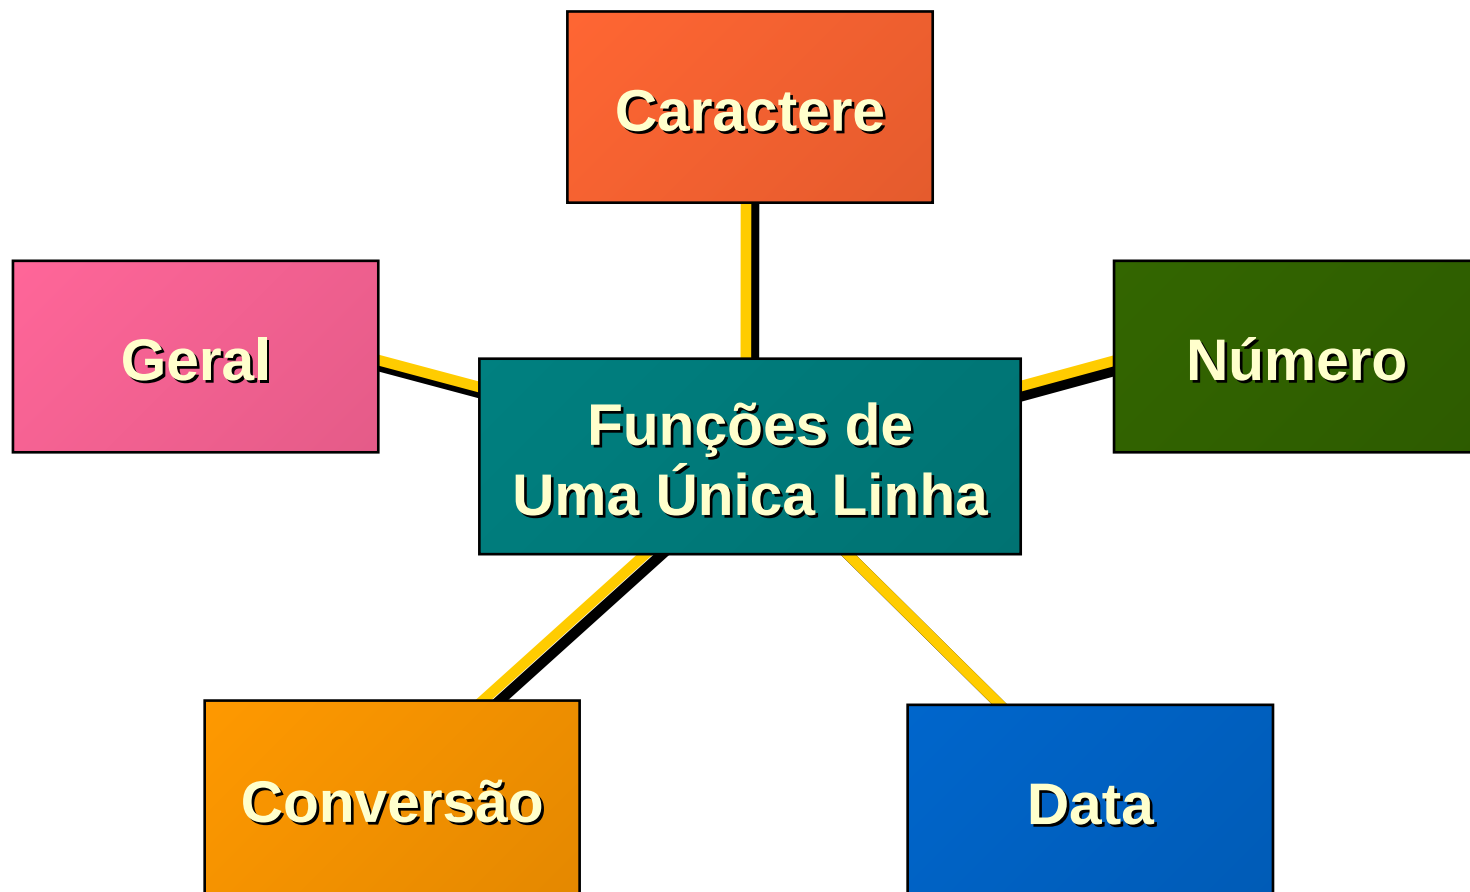 Caractere
Geral
Número
Funções de
Uma Única Linha
Conversão
Data